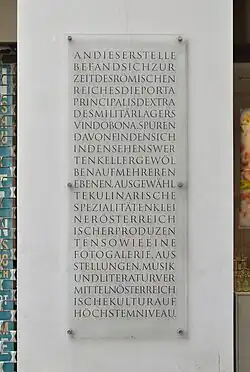 ANDIESERSTELLE
BEFANDSICHZUR
ZEITDESRÖMISCHEN
REICHESDIEPORTA
PRINCIPALISDEXTRA
DESMILITÄRLAGERS
VINDOBONA.SPUREN
DAVONFINDENSICH
INDENSEHENSWER
TENKELLERGEWÖL
BENAUFMEHREREN
EBENEN.AUSGEWÄHL
TEKULINARISCHE
SPEZIALITÄTENKLEI
NERÖSTERREICH
ISCHERPRODUZEN
TENSOWIEEINE
FOTOGALERIE,AUS
STELLUNGEN,MUSIK
UNDLITERATURVER
MITTELNÖSTERREICH
ISCHEKULTURAUF
HÖCHSTEMNIVEAU.